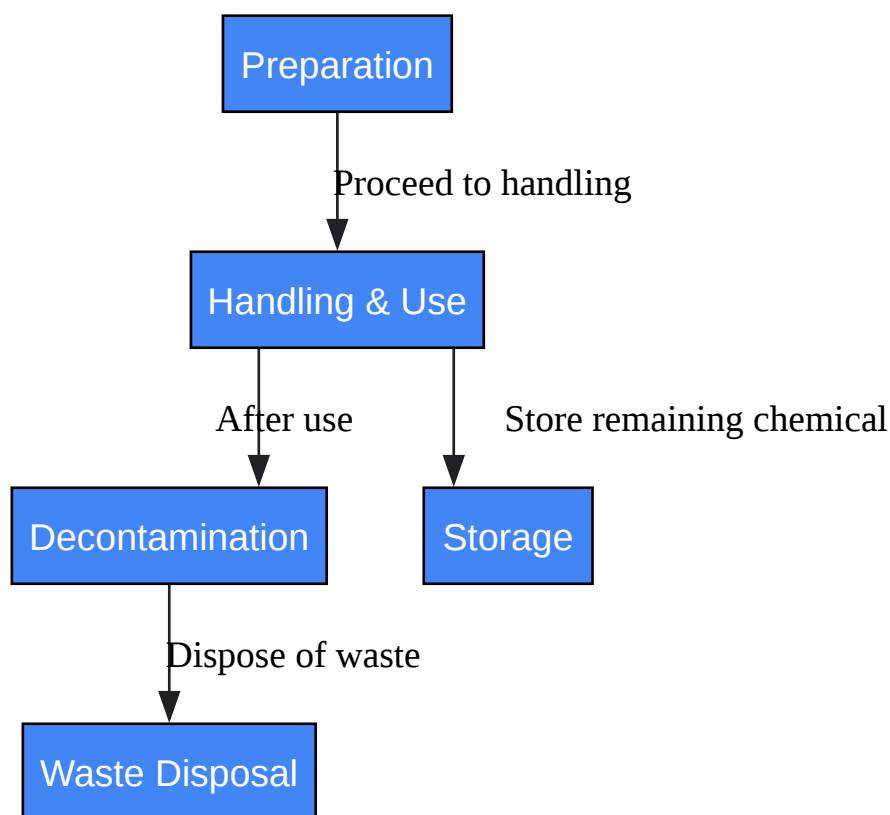 Preparation
Proceed to handling
Handling & Use
After use
Store remaining chemical
Decontamination
Storage
Dispose of waste
Waste Disposal